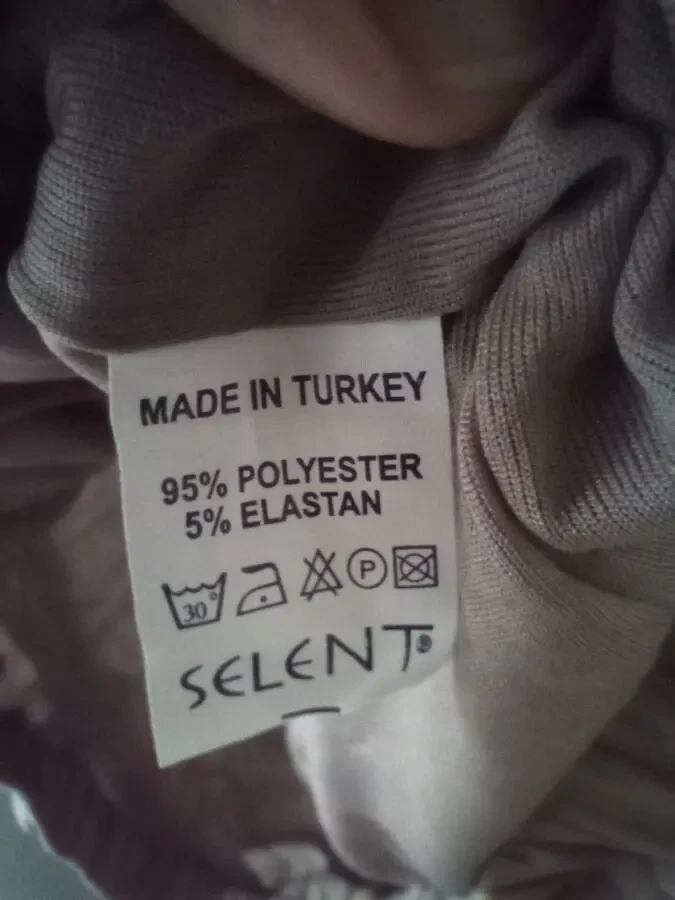 MADE IN TURKEY
95% POLYESTER
5% ELASTAN
30° P
SELENT®